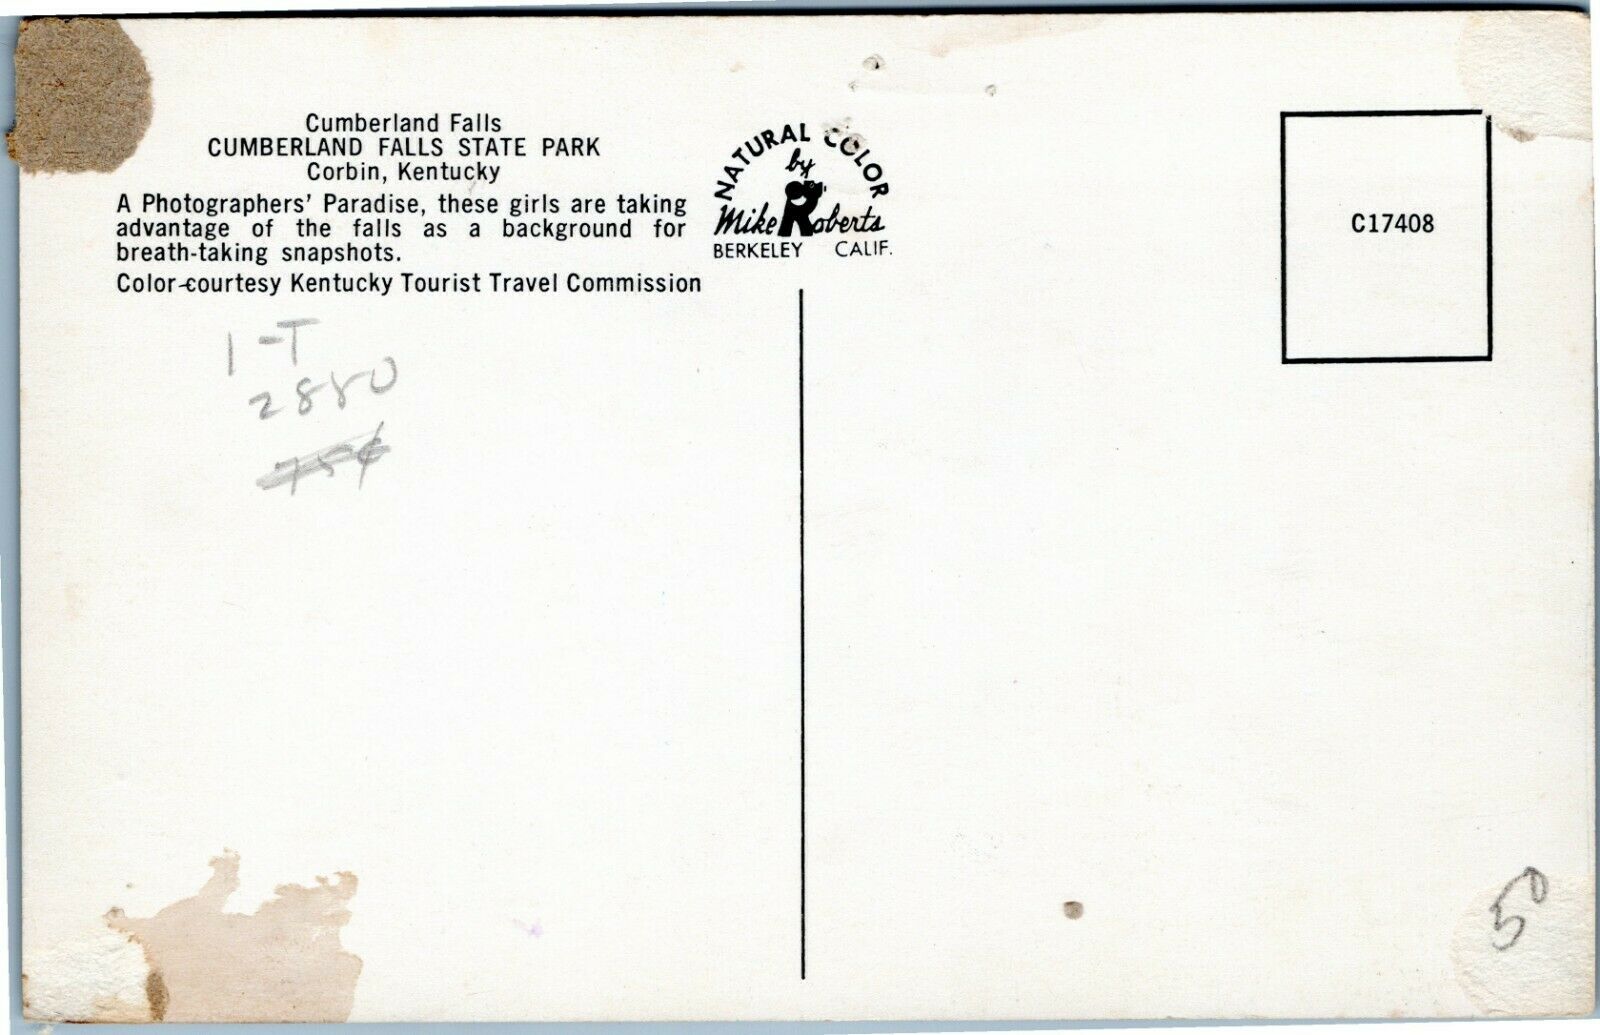 Cumberland Falls
CUMBERLAND FALLS STATE PARK
Corbin, Kentucky
A Photographers' Paradise, these girls are taking
advantage of the falls as a background for
breath-taking snapshots.
Color-courtesy Kentucky Tourist Travel Commission
NATURAL COLOR
by
Mike Roberts
BERKELEY CALIF.
C17408
1-T
2880
75¢
50